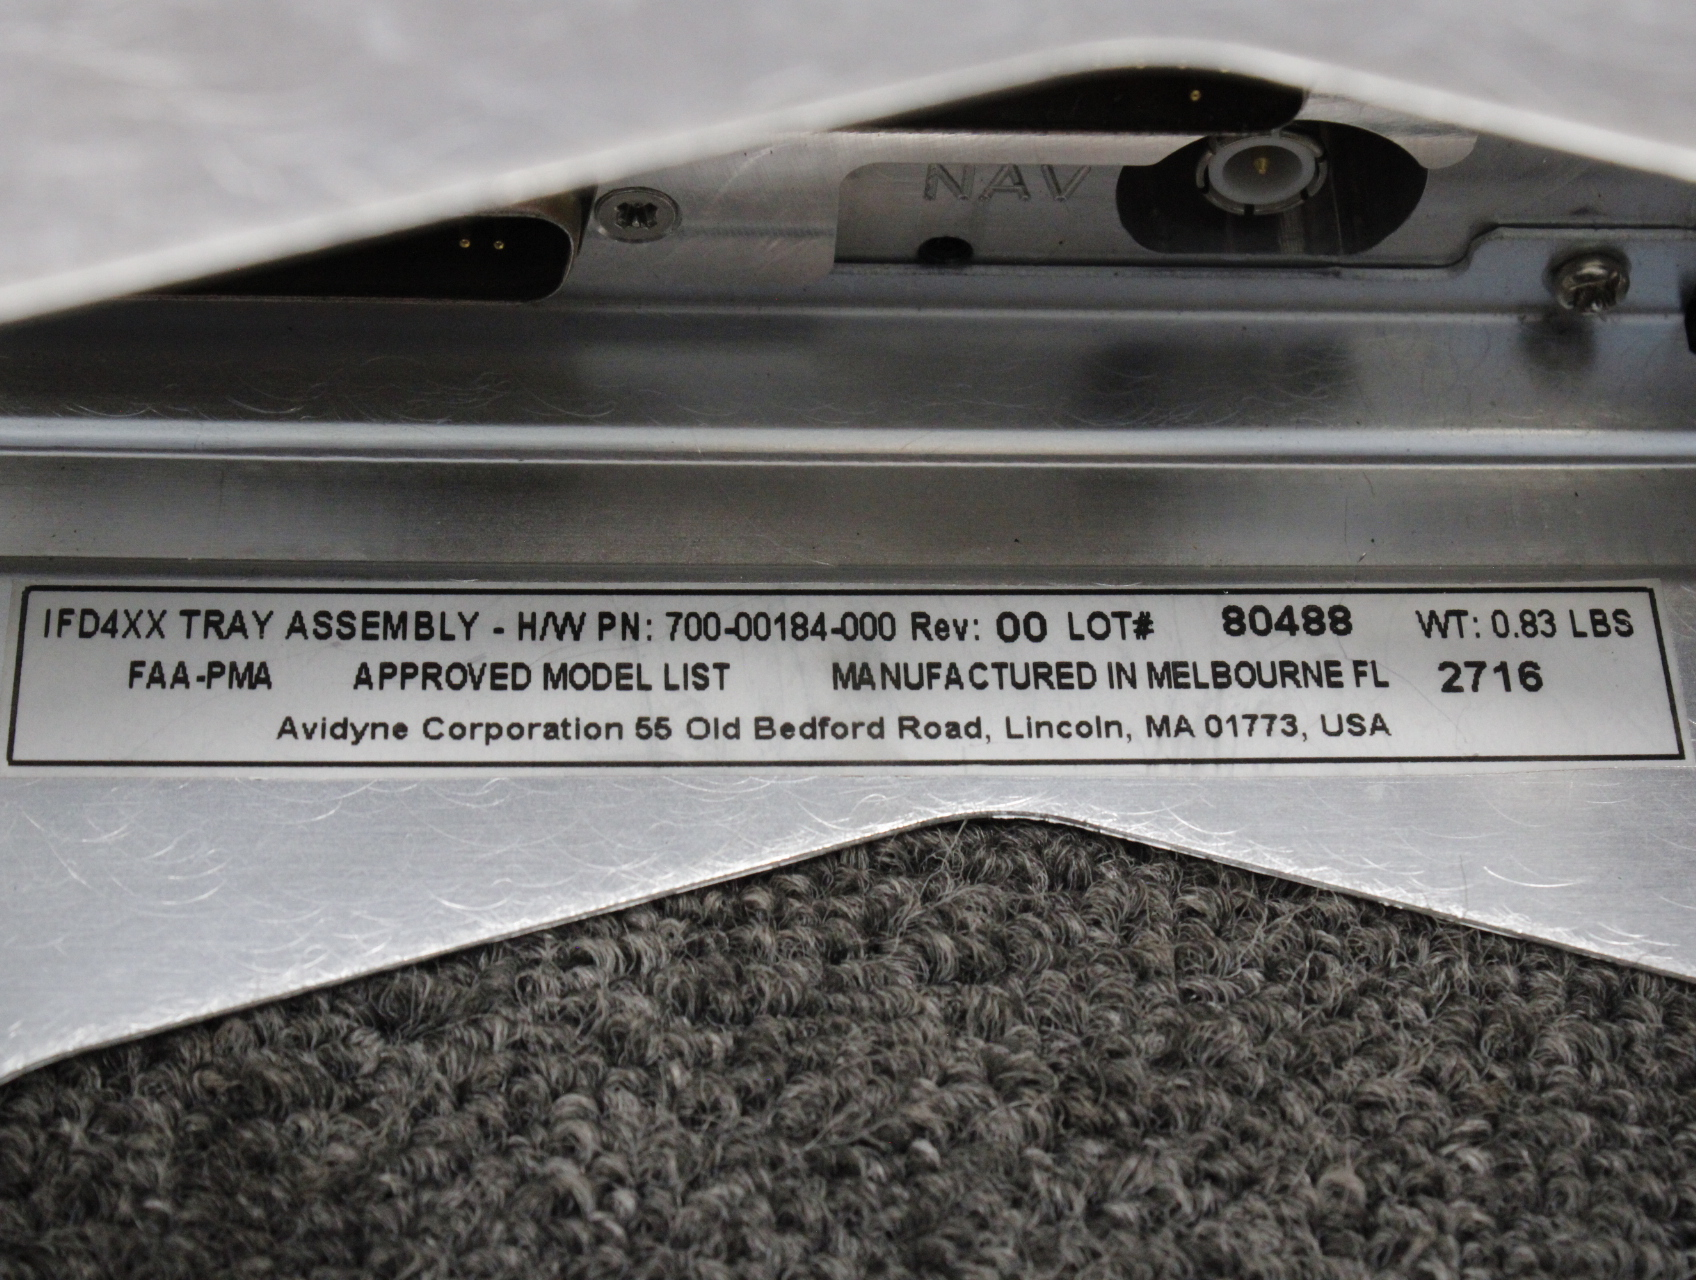 NAV
IFD4XX TRAY ASSEMBLY - H/W PN: 700-00184-000 Rev: 00 LOT# 80488 WT: 0.83 LBS
FAA-PMA APPROVED MODEL LIST MANUFACTURED IN MELBOURNE FL 2716
Avidyne Corporation 55 Old Bedford Road, Lincoln, MA 01773, USA